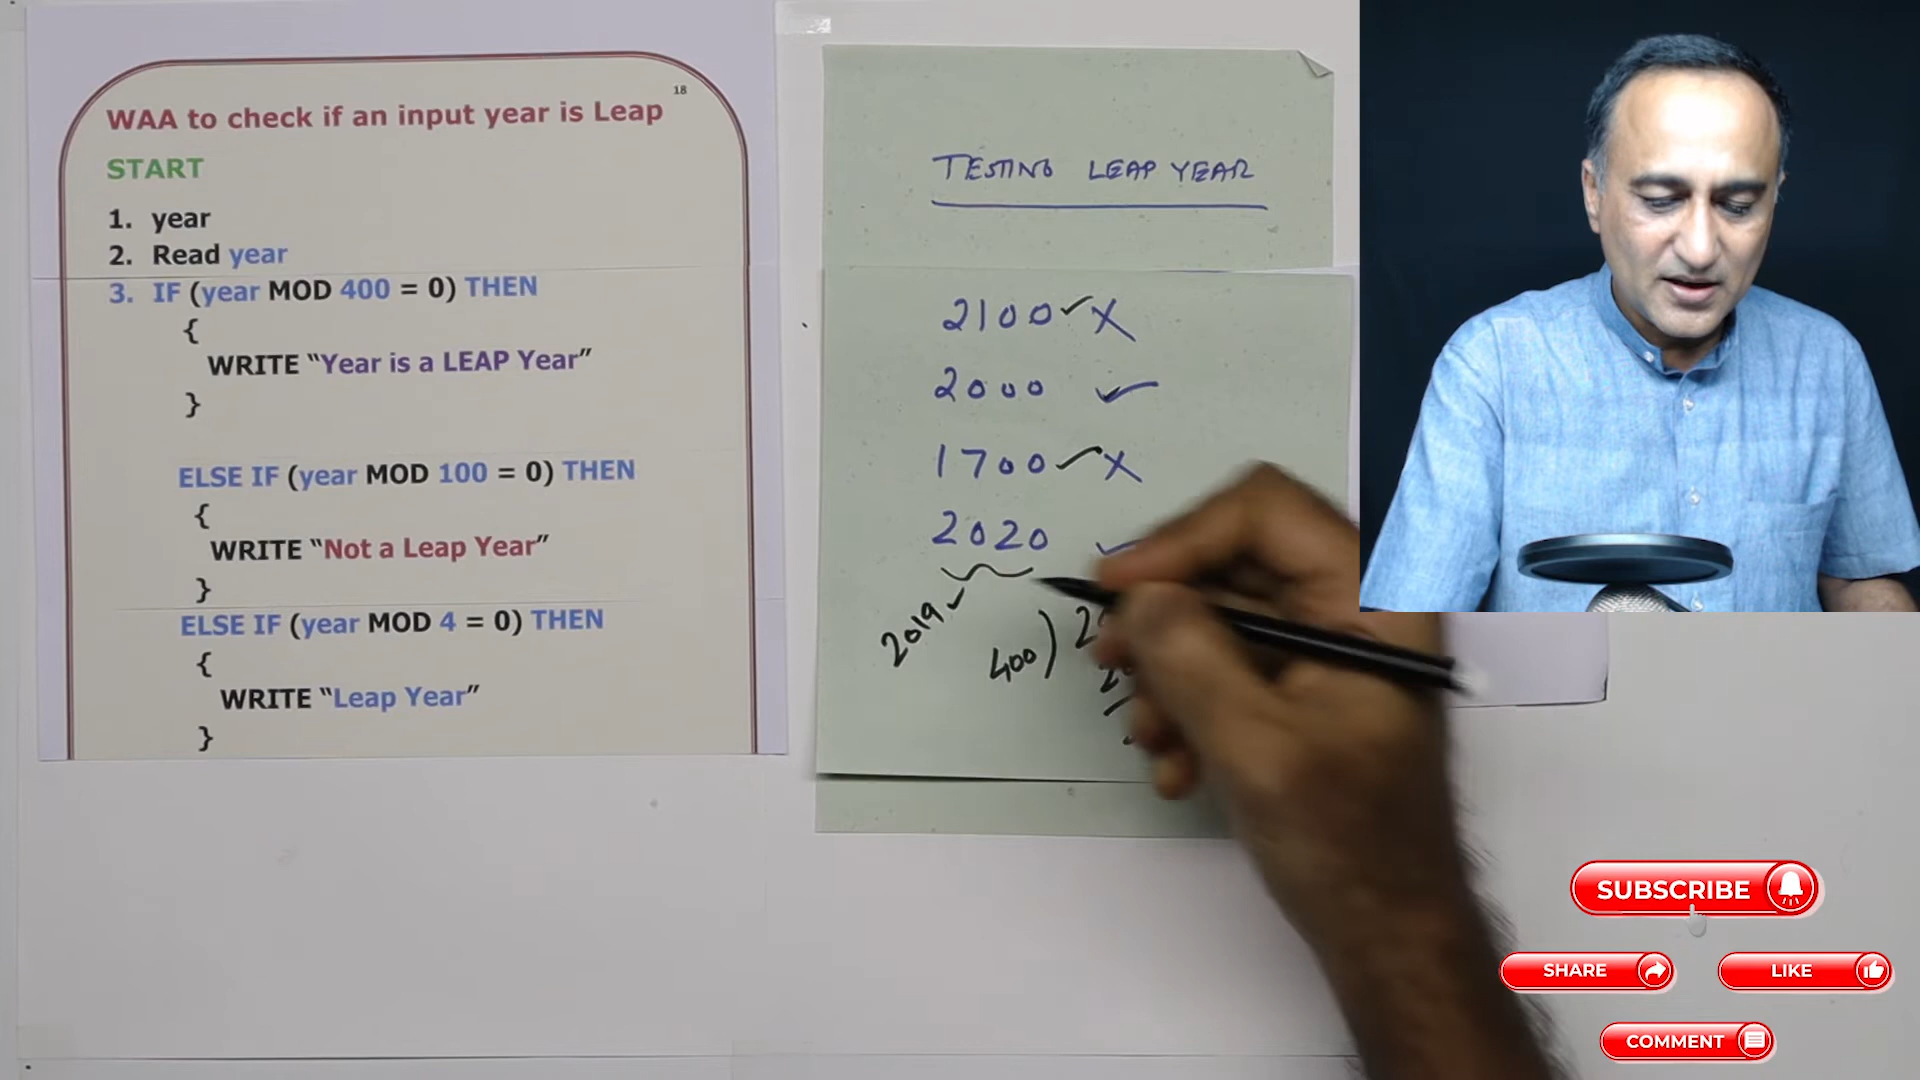 18
WAA to check if an input year is Leap
START
1. year
2. Read year
3. IF (year MOD 400 = 0) THEN
{
WRITE “Year is a LEAP Year”
}
ELSE IF (year MOD 100 = 0) THEN
{
WRITE “Not a Leap Year”
}
ELSE IF (year MOD 4 = 0) THEN
{
WRITE “Leap Year”
}
TESTING LEAP YEAR
2100 ✓ X
2000 ✓
1700 ✓ X
2020 ✓
2019 ✓
400)
SUBSCRIBE
SHARE
LIKE
COMMENT